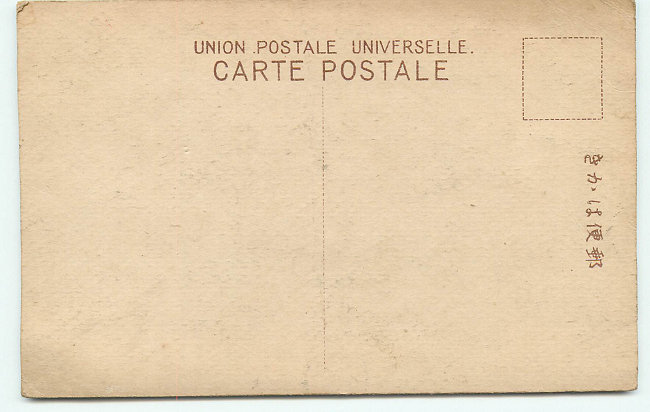 UNION POSTALE UNIVERSELLE.
CARTE POSTALE
郵便はかき